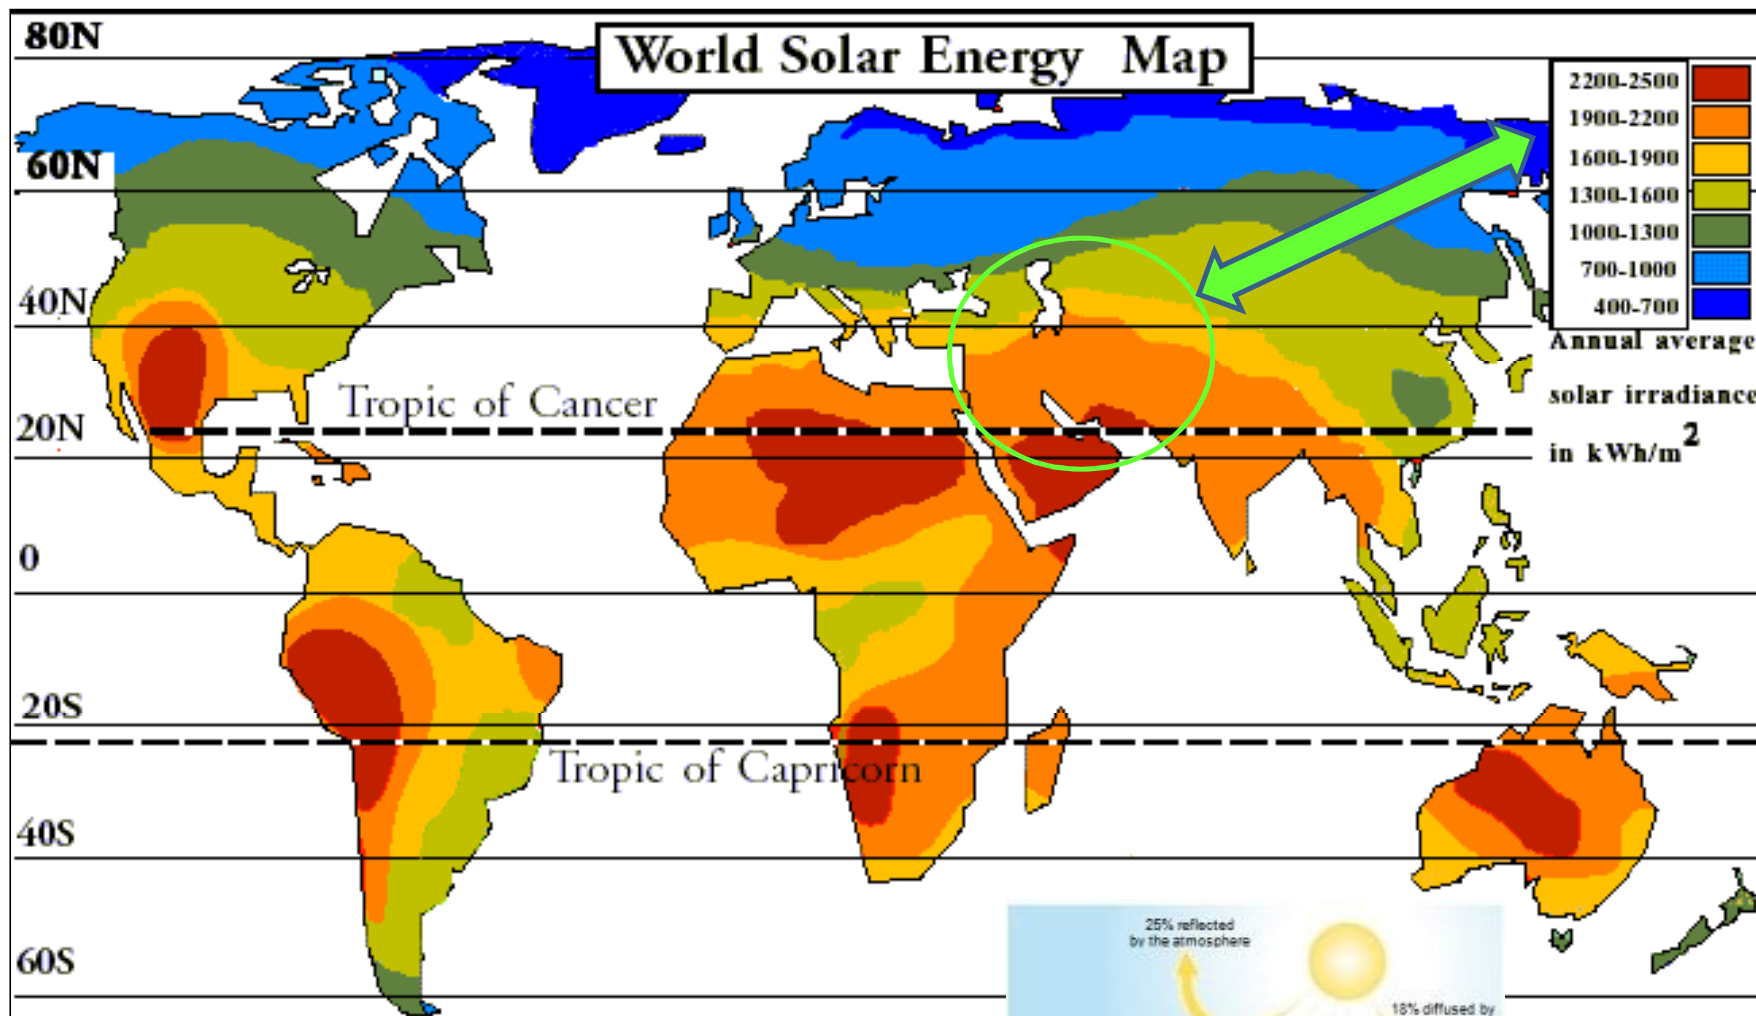 World Solar Energy Map
80N
60N
40N
Tropic of Cancer
20N
0
20S
Tropic of Capricorn
40S
60S
2200-2500
1900-2200
1600-1900
1300-1600
1000-1300
700-1000
400-700
Annual average
solar irradiance
in kWh/m2
25% reflected
by the atmosphere
18% diffused by